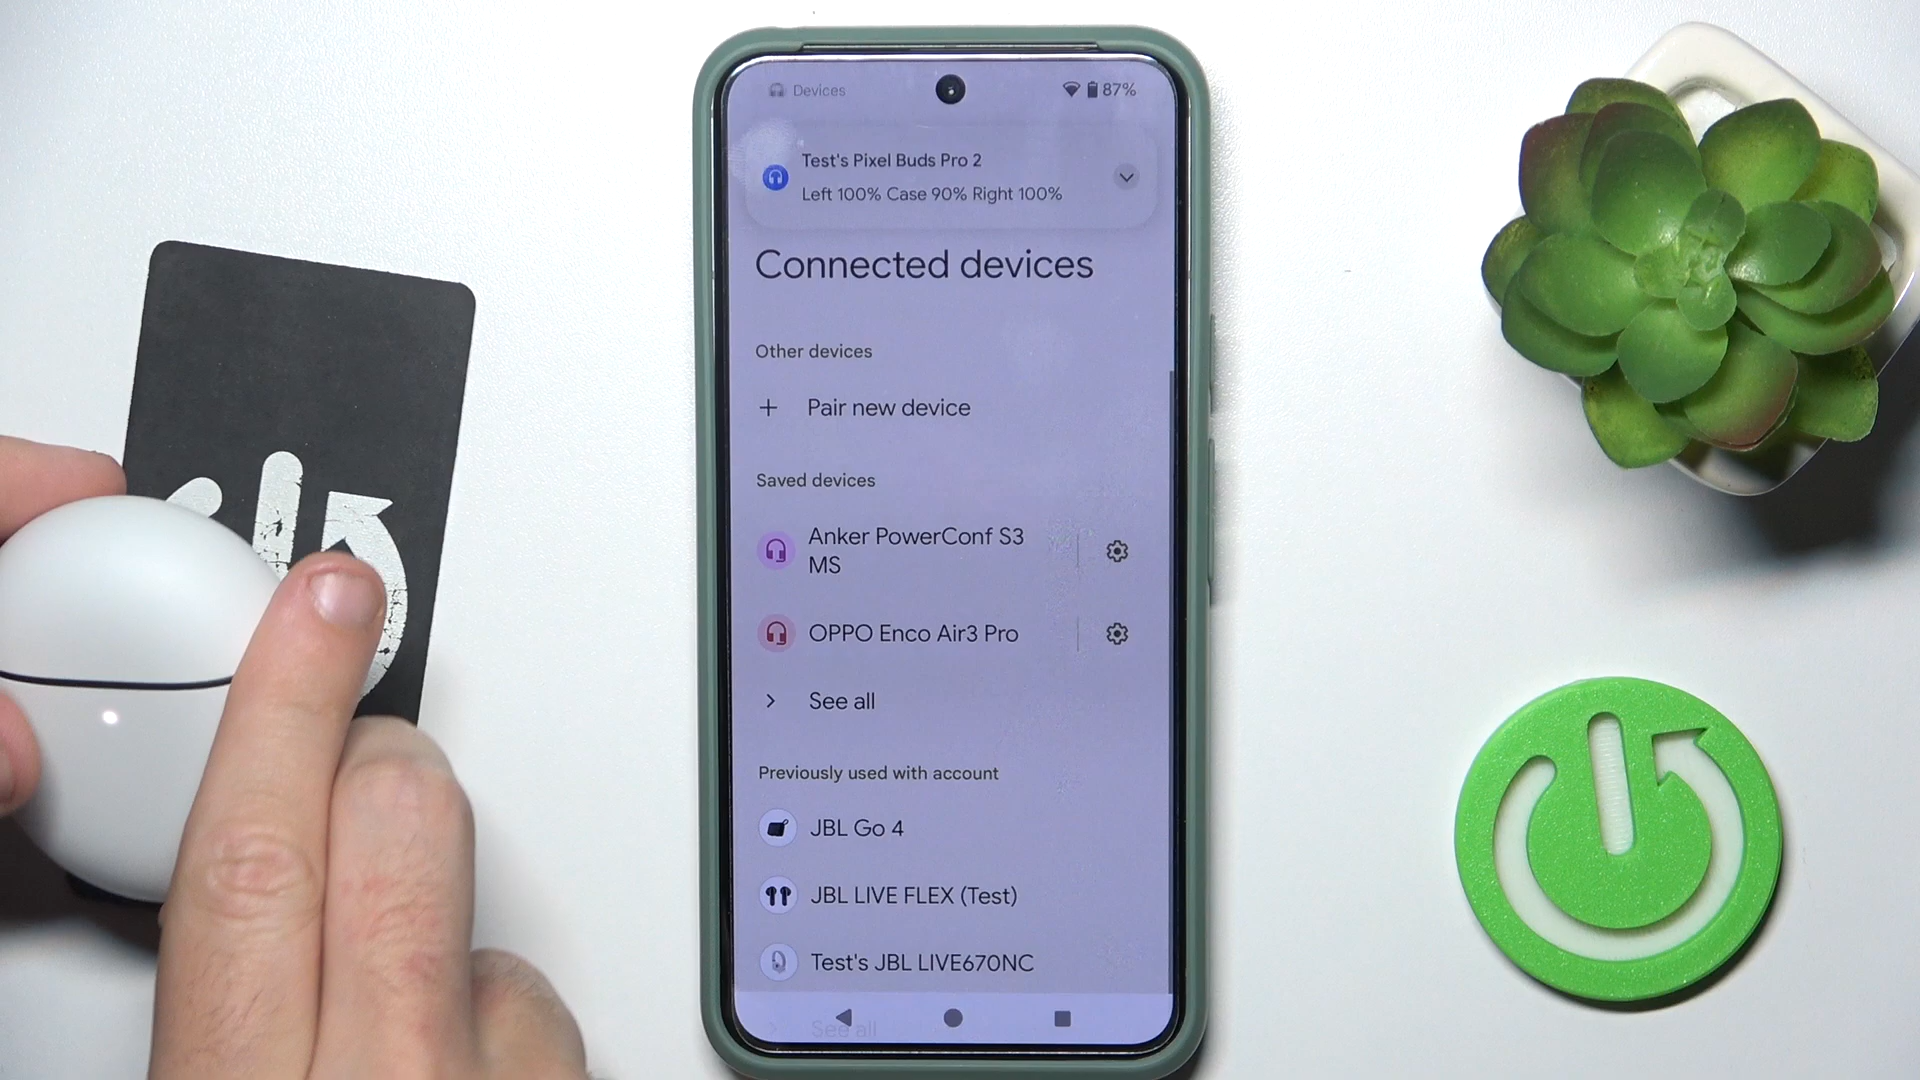 Devices
87%
Test's Pixel Buds Pro 2
Left 100% Case 90% Right 100%
Connected devices
Other devices
+ Pair new device
Saved devices
Anker PowerConf S3
MS
OPPO Enco Air3 Pro
See all
Previously used with account
JBL Go 4
JBL LIVE FLEX (Test)
Test's JBL LIVE670NC
See all